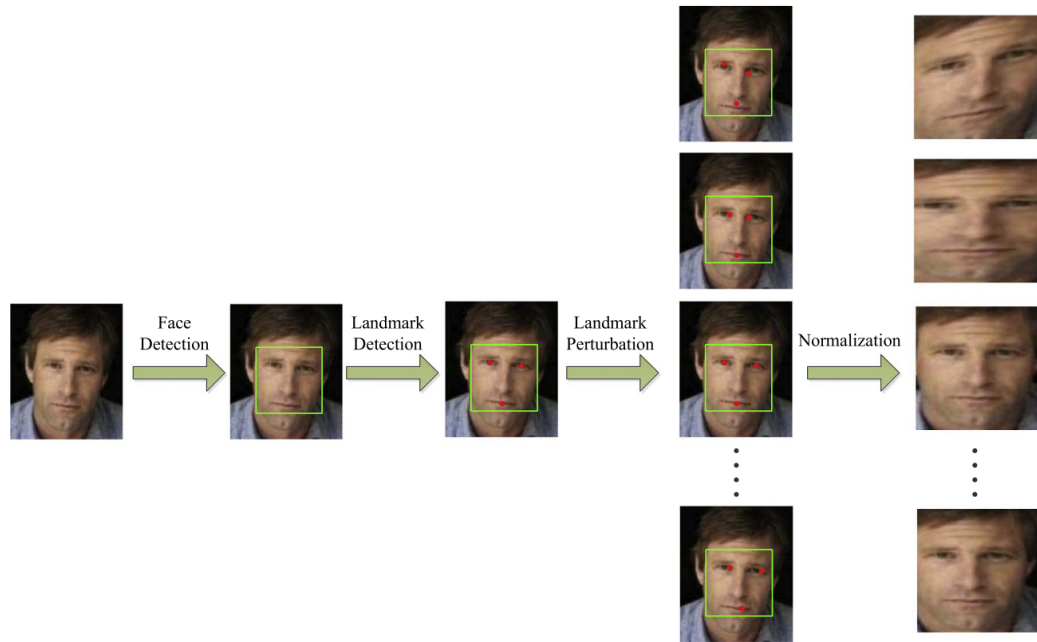 Face
Detection
Landmark
Detection
Landmark
Perturbation
Normalization